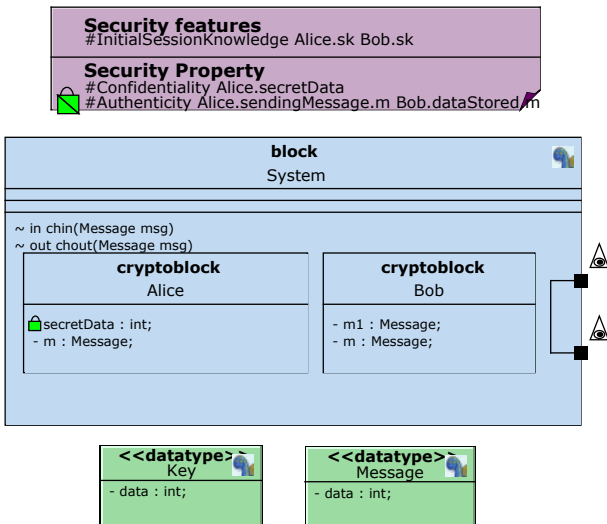 Security features
#InitialSessionKnowledge Alice.sk Bob.sk
Security Property
#Confidentiality Alice.secretData
#Authenticity Alice.sendingMessage.m Bob.dataStored.m
block
System
~ in chin(Message msg)
~ out chout(Message msg)
cryptoblock
Alice
secretData : int;
- m : Message;
cryptoblock
Bob
- m1 : Message;
- m : Message;
<<datatype>>
Key
- data : int;
<<datatype>>
Message
- data : int;